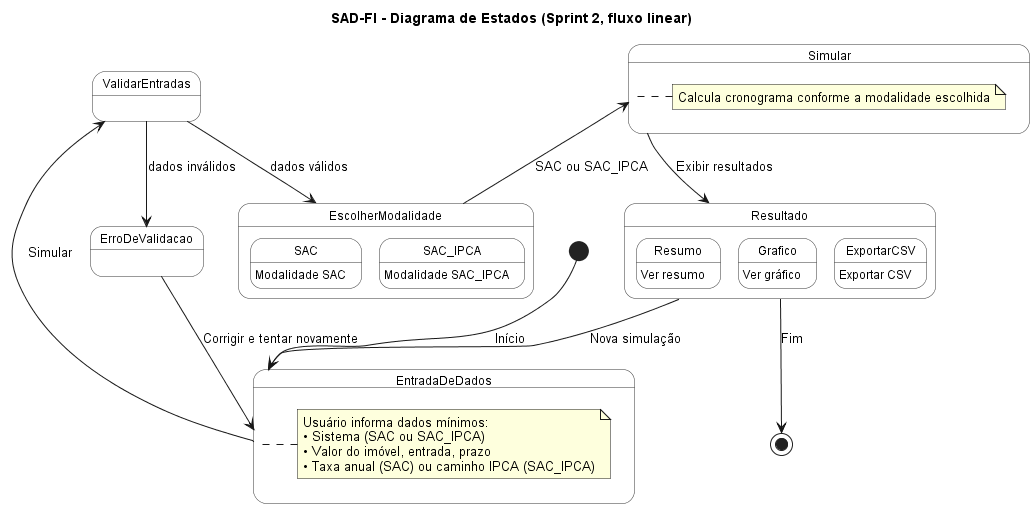 SAD-FI - Diagrama de Estados (Sprint 2, fluxo linear)
Simular
Calcula cronograma conforme a modalidade escolhida
ValidarEntradas
dados inválidos
dados válidos
SAC ou SAC_IPCA
Exibir resultados
ErroDeValidacao
EscolherModalidade
SAC
Modalidade SAC
SAC_IPCA
Modalidade SAC_IPCA
Resultado
Resumo
Ver resumo
Grafico
Ver gráfico
ExportarCSV
Exportar CSV
Simular
Corrigir e tentar novamente
Início
Nova simulação
Fim
EntradaDeDados
Usuário informa dados mínimos:
• Sistema (SAC ou SAC_IPCA)
• Valor do imóvel, entrada, prazo
• Taxa anual (SAC) ou caminho IPCA (SAC_IPCA)